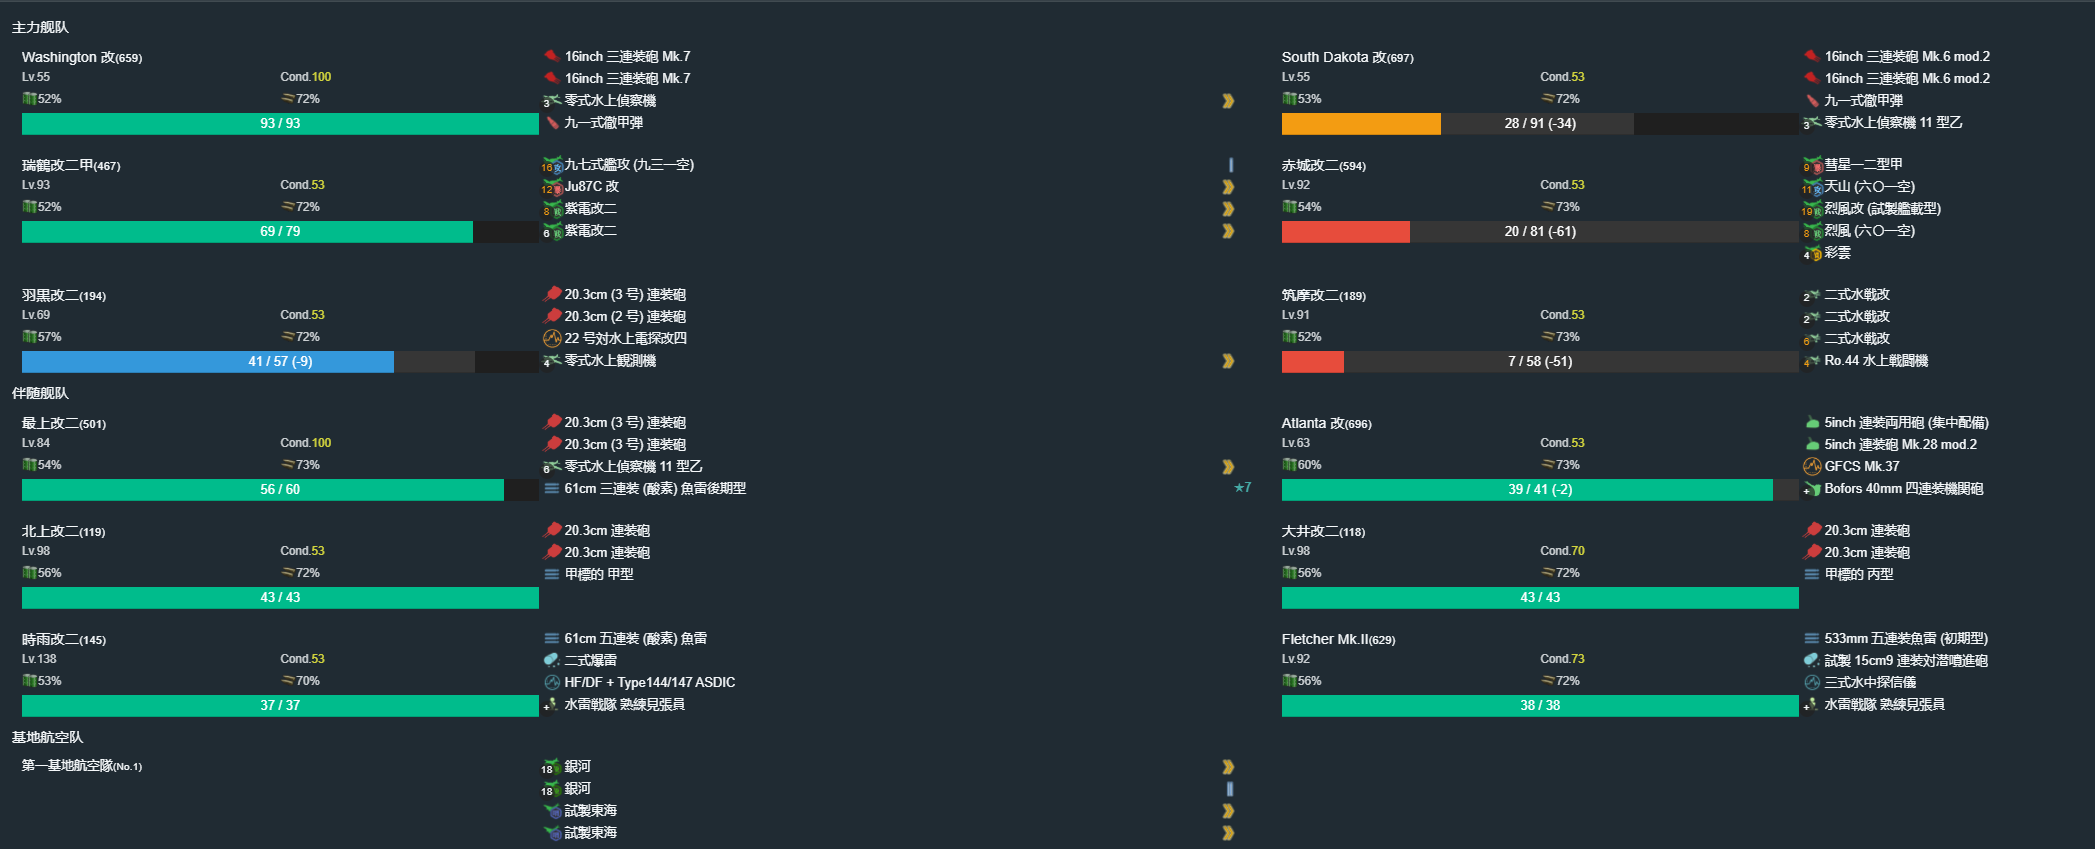 主力舰队
Washington 改(659)
Lv.55 Cond.100
52% 72%
93 / 93
16inch 三連装砲 Mk.7
16inch 三連装砲 Mk.7
3 零式水上偵察機
九一式徹甲弾
South Dakota 改(697)
Lv.55 Cond.53
53% 72%
28 / 91 (-34)
16inch 三連装砲 Mk.6 mod.2
16inch 三連装砲 Mk.6 mod.2
九一式徹甲弾
3 零式水上偵察機 11 型乙
瑞鶴改二甲(467)
Lv.93 Cond.53
52% 72%
69 / 79
16 九七式艦攻 (九三一空)
12 Ju87C 改
8 紫電改二
6 紫電改二
赤城改二(594)
Lv.92 Cond.53
54% 73%
20 / 81 (-61)
9 彗星一二型甲
11 天山 (六〇一空)
19 烈風改 (試製艦載型)
8 烈風 (六〇一空)
4 彩雲
羽黒改二(194)
Lv.69 Cond.53
57% 72%
41 / 57 (-9)
20.3cm (3 号) 連装砲
20.3cm (2 号) 連装砲
22 号対水上電探改四
4 零式水上観測機
筑摩改二(189)
Lv.91 Cond.53
52% 73%
7 / 58 (-51)
2 二式水戦改
2 二式水戦改
6 二式水戦改
4 Ro.44 水上戦闘機
伴随舰队
最上改二(501)
Lv.84 Cond.100
54% 73%
56 / 60
20.3cm (3 号) 連装砲
20.3cm (3 号) 連装砲
6 零式水上偵察機 11 型乙
61cm 三連装 (酸素) 魚雷後期型 ★7
Atlanta 改(696)
Lv.63 Cond.53
60% 73%
39 / 41 (-2)
5inch 連装両用砲 (集中配備)
5inch 連装砲 Mk.28 mod.2
GFCS Mk.37
+ Bofors 40mm 四連装機関砲
北上改二(119)
Lv.98 Cond.53
56% 72%
43 / 43
20.3cm 連装砲
20.3cm 連装砲
甲標的 甲型
大井改二(118)
Lv.98 Cond.70
56% 72%
43 / 43
20.3cm 連装砲
20.3cm 連装砲
甲標的 丙型
時雨改二(145)
Lv.138 Cond.53
53% 70%
37 / 37
61cm 五連装 (酸素) 魚雷
二式爆雷
HF/DF + Type144/147 ASDIC
+ 水雷戦隊 熟練見張員
Fletcher Mk.II(629)
Lv.92 Cond.73
56% 72%
38 / 38
533mm 五連装魚雷 (初期型)
試製 15cm9 連装対潜噴進砲
三式水中探信儀
+ 水雷戦隊 熟練見張員
基地航空队
第一基地航空隊(No.1)
18 銀河
18 銀河
試製東海
試製東海